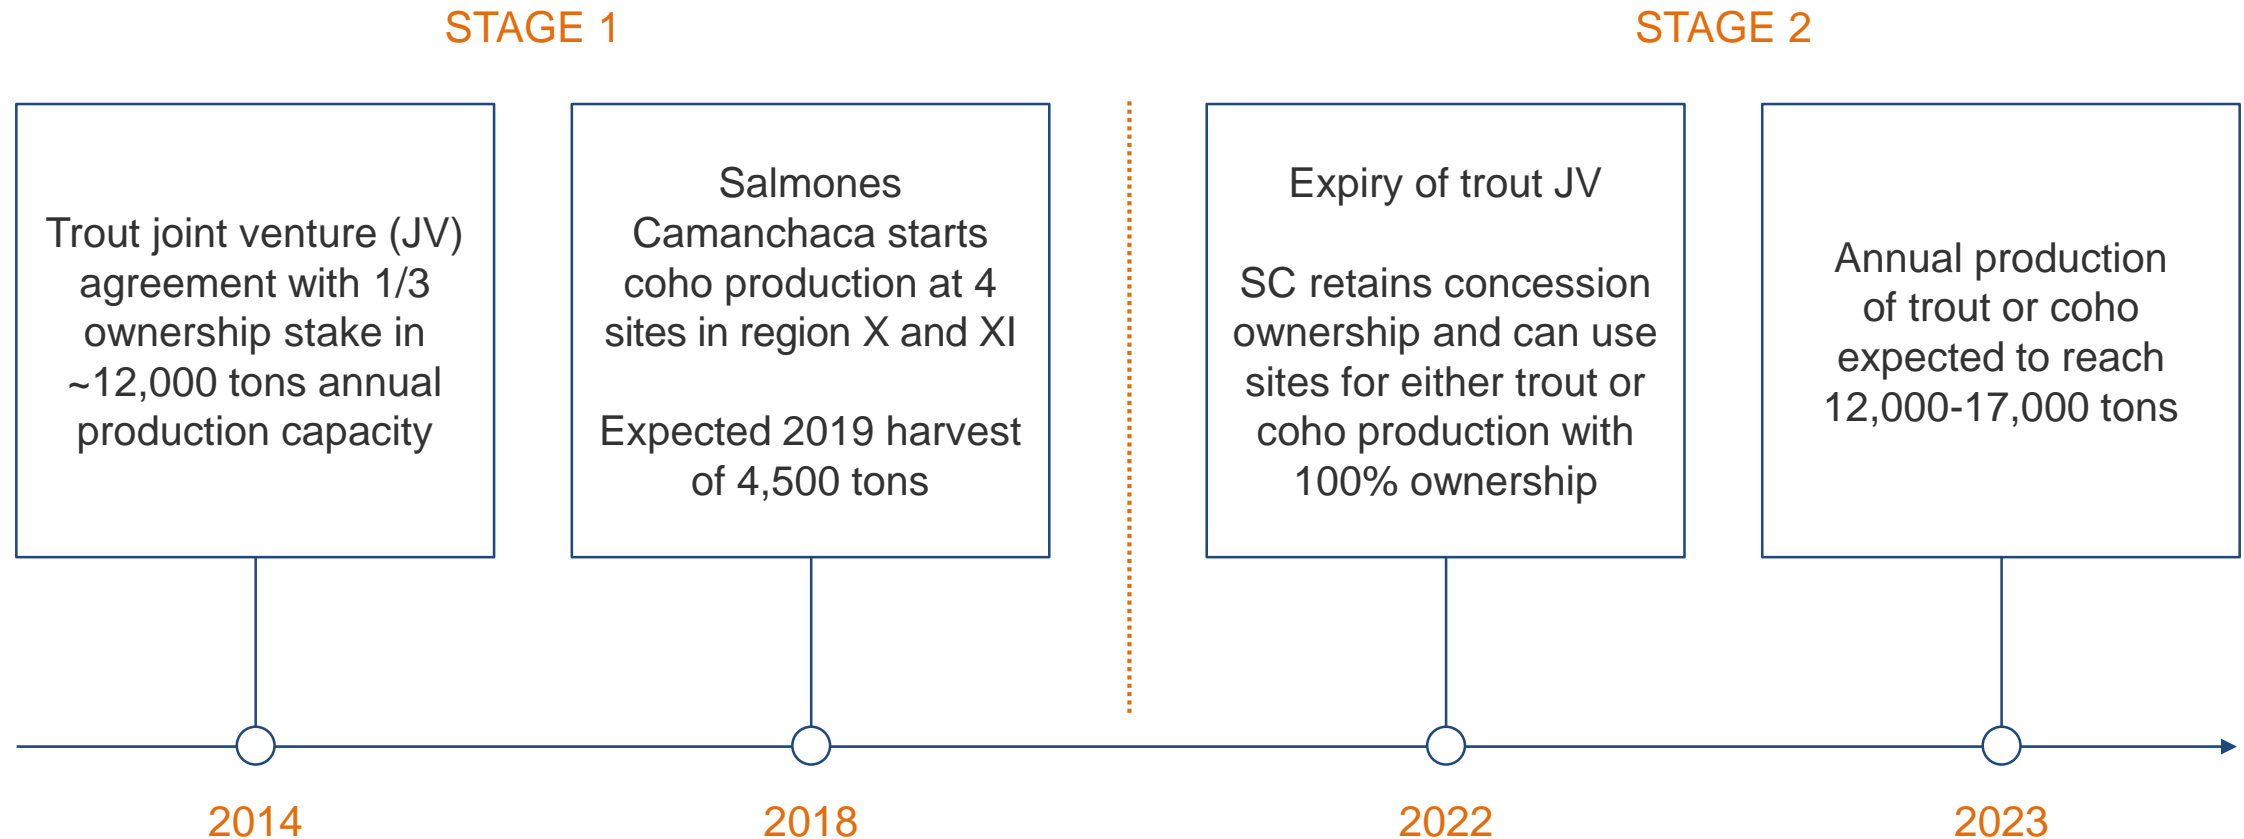 STAGE 1
STAGE 2
Trout joint venture (JV)
agreement with 1/3
ownership stake in
~12,000 tons annual
production capacity
Salmones
Camanchaca starts
coho production at 4
sites in region X and XI
Expected 2019 harvest
of 4,500 tons
Expiry of trout JV
SC retains concession
ownership and can use
sites for either trout or
coho production with
100% ownership
Annual production
of trout or coho
expected to reach
12,000-17,000 tons
2014
2018
2022
2023